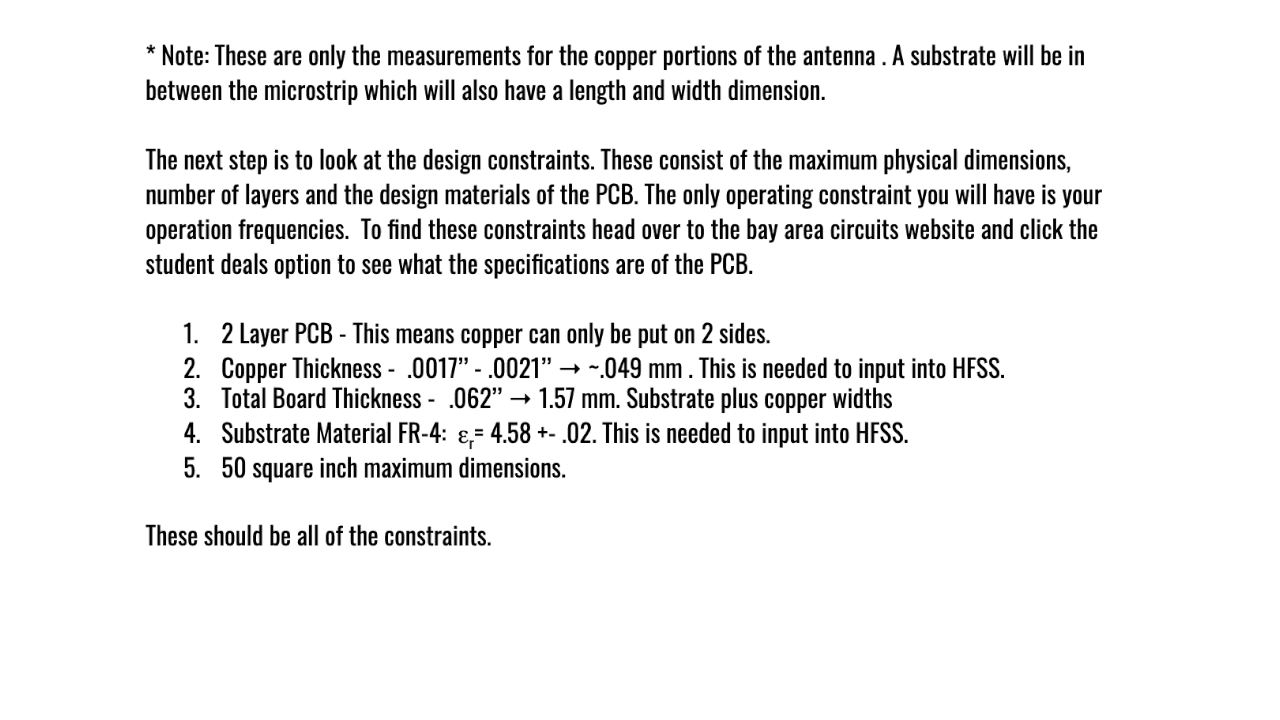 * Note: These are only the measurements for the copper portions of the antenna . A substrate will be in
between the microstrip which will also have a length and width dimension.
The next step is to look at the design constraints. These consist of the maximum physical dimensions,
number of layers and the design materials of the PCB. The only operating constraint you will have is your
operation frequencies.  To find these constraints head over to the bay area circuits website and click the
student deals option to see what the specifications are of the PCB.
1. 2 Layer PCB - This means copper can only be put on 2 sides.
2. Copper Thickness -  .0017” - .0021” → ~.049 mm . This is needed to input into HFSS.
3. Total Board Thickness -  .062” → 1.57 mm. Substrate plus copper widths
4. Substrate Material FR-4:  εr= 4.58 +- .02. This is needed to input into HFSS.
5. 50 square inch maximum dimensions.
These should be all of the constraints.